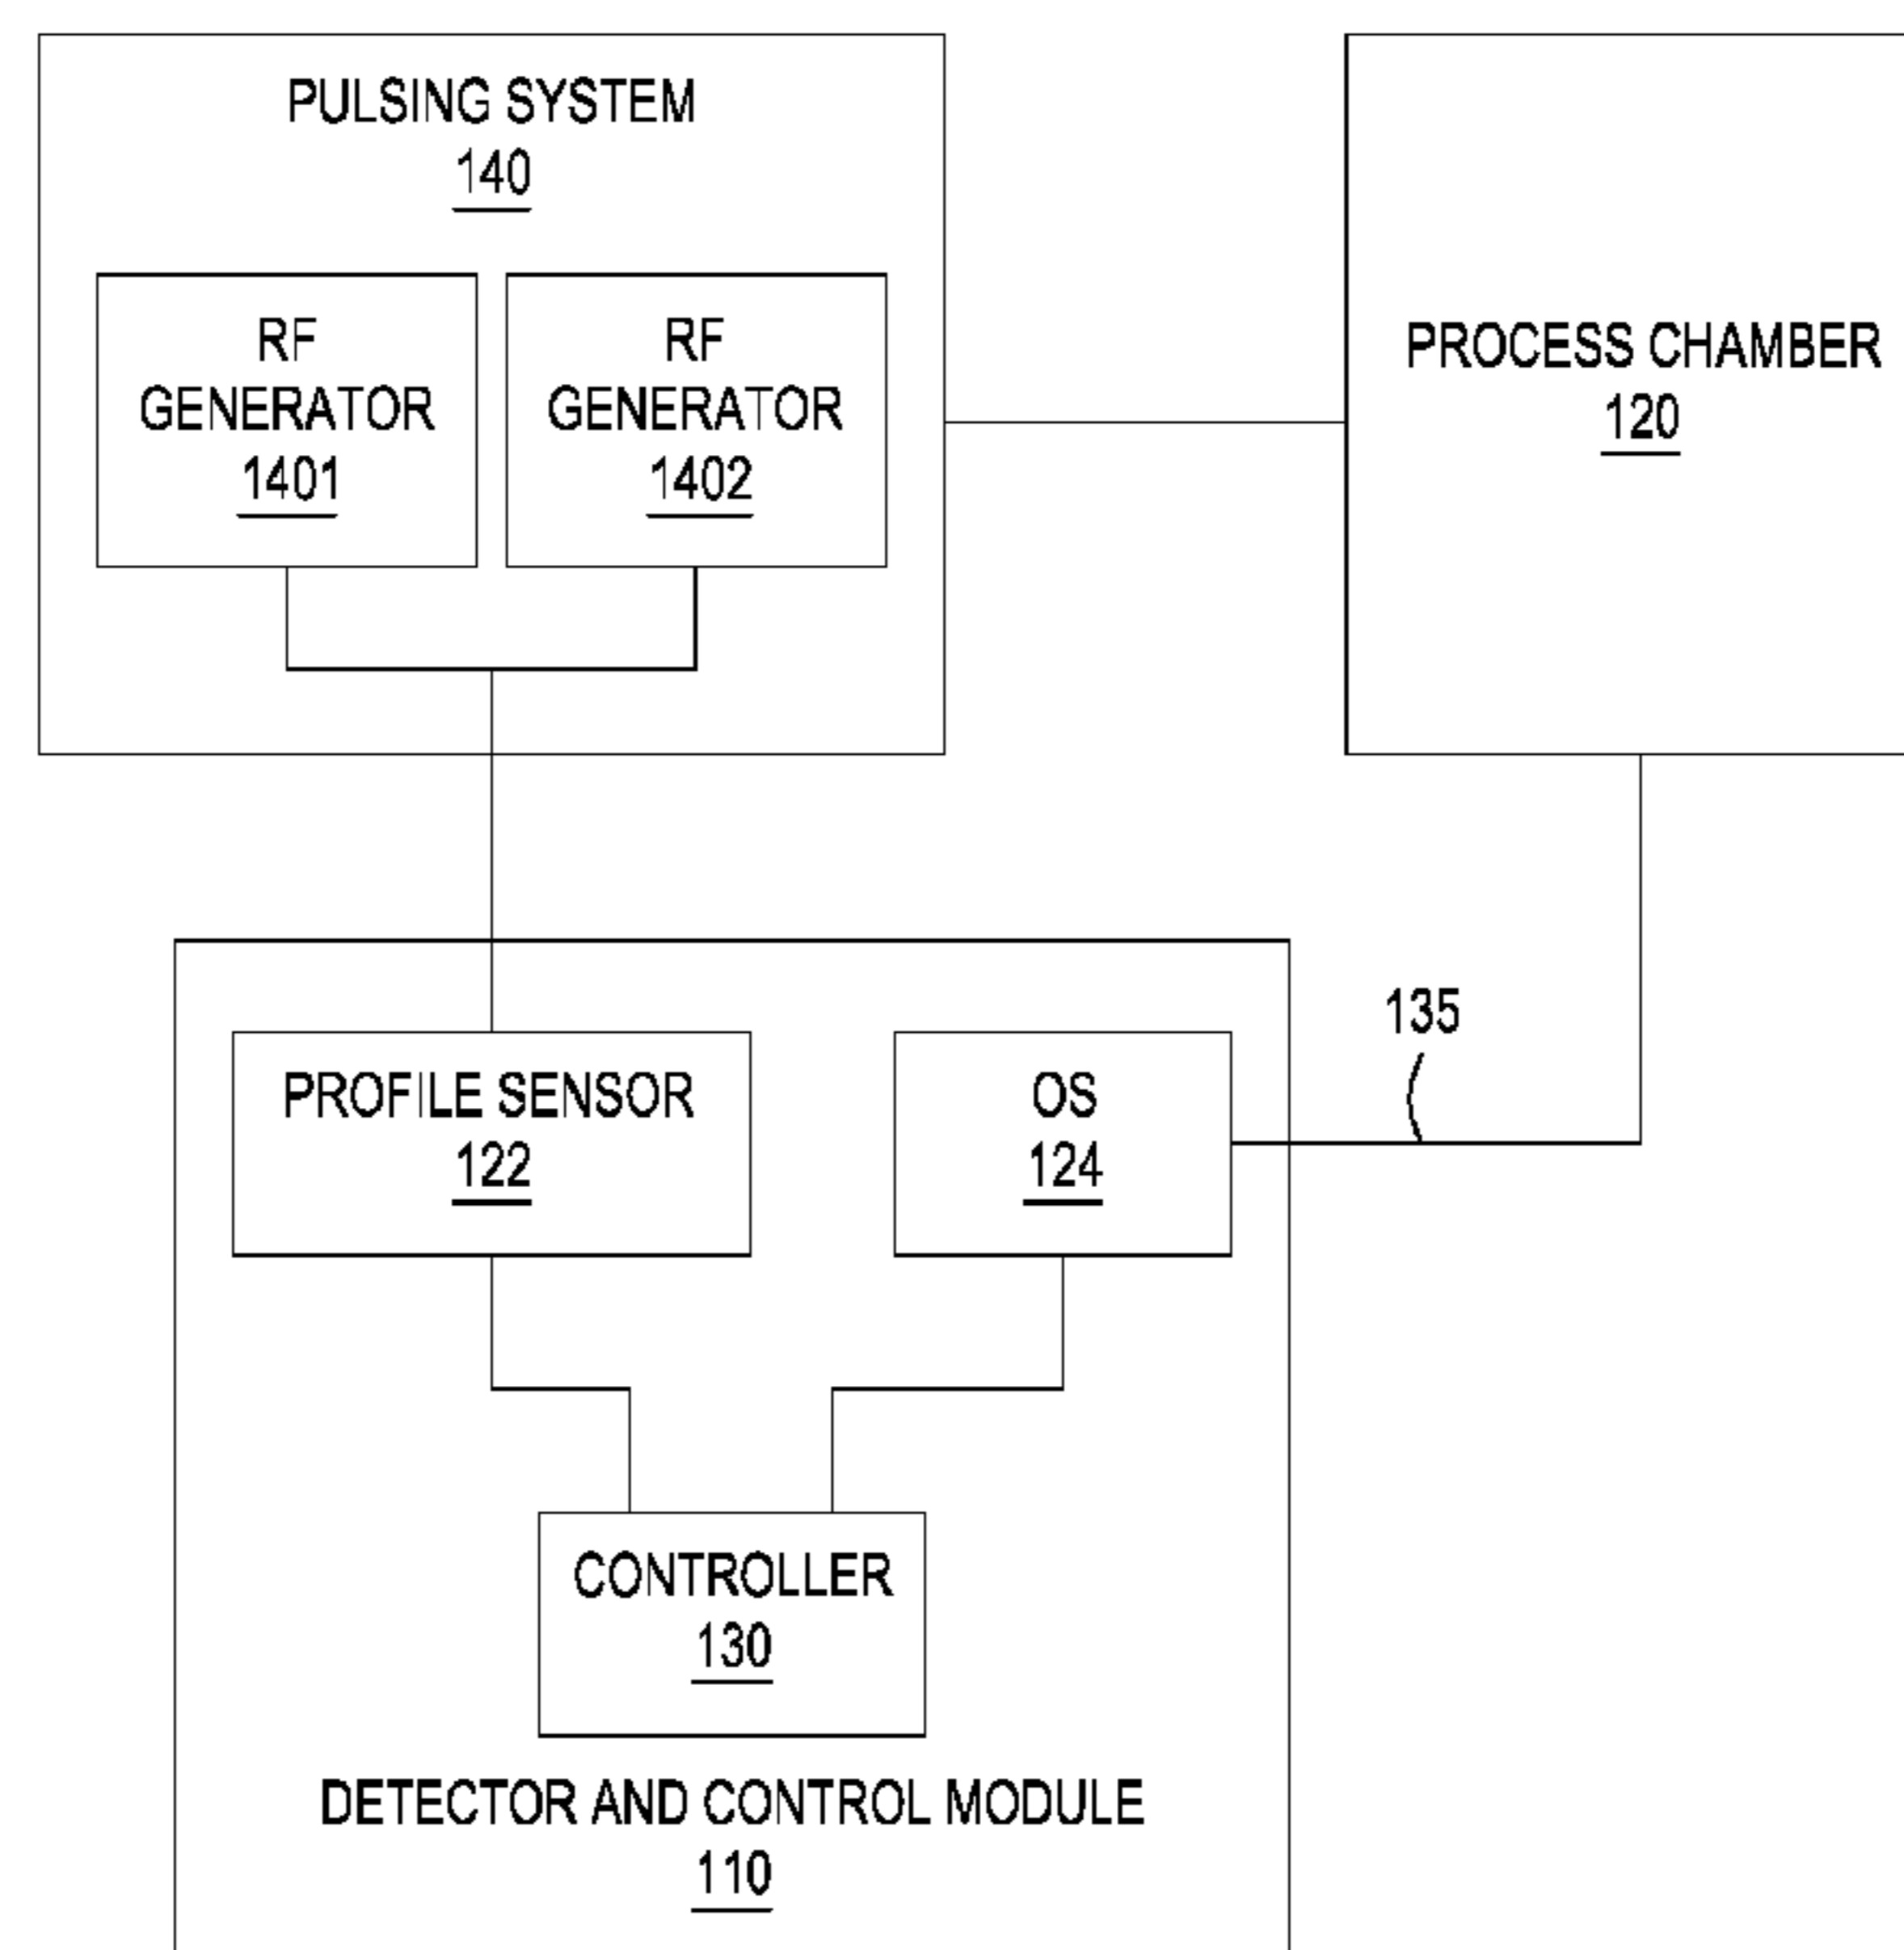 PULSING SYSTEM
140
RF
GENERATOR
1401
RF
GENERATOR
1402
PROCESS CHAMBER
120
135
PROFILE SENSOR
122
OS
124
CONTROLLER
130
DETECTOR AND CONTROL MODULE
110